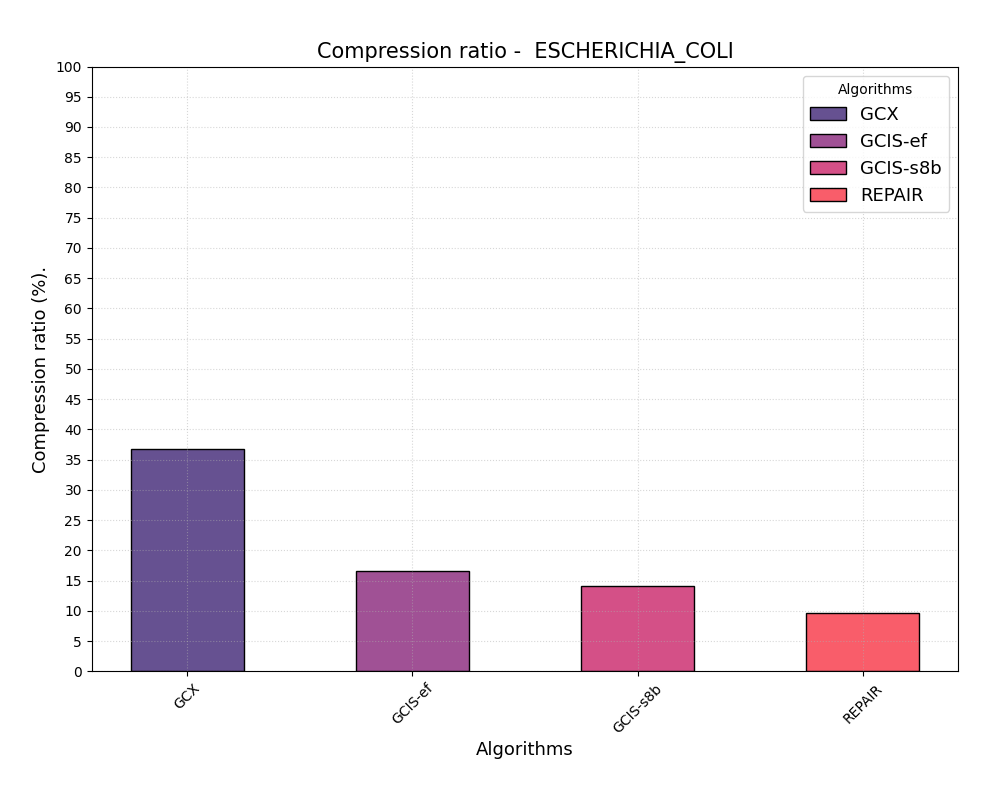 Compression ratio -  ESCHERICHIA_COLI
100
95
90
85
80
75
70
65
60
55
50
45
40
35
30
25
20
15
10
5
0
Compression ratio (%).
Algorithms
GCX
GCIS-ef
GCIS-s8b
REPAIR
GCX
GCIS-ef
GCIS-s8b
REPAIR
Algorithms